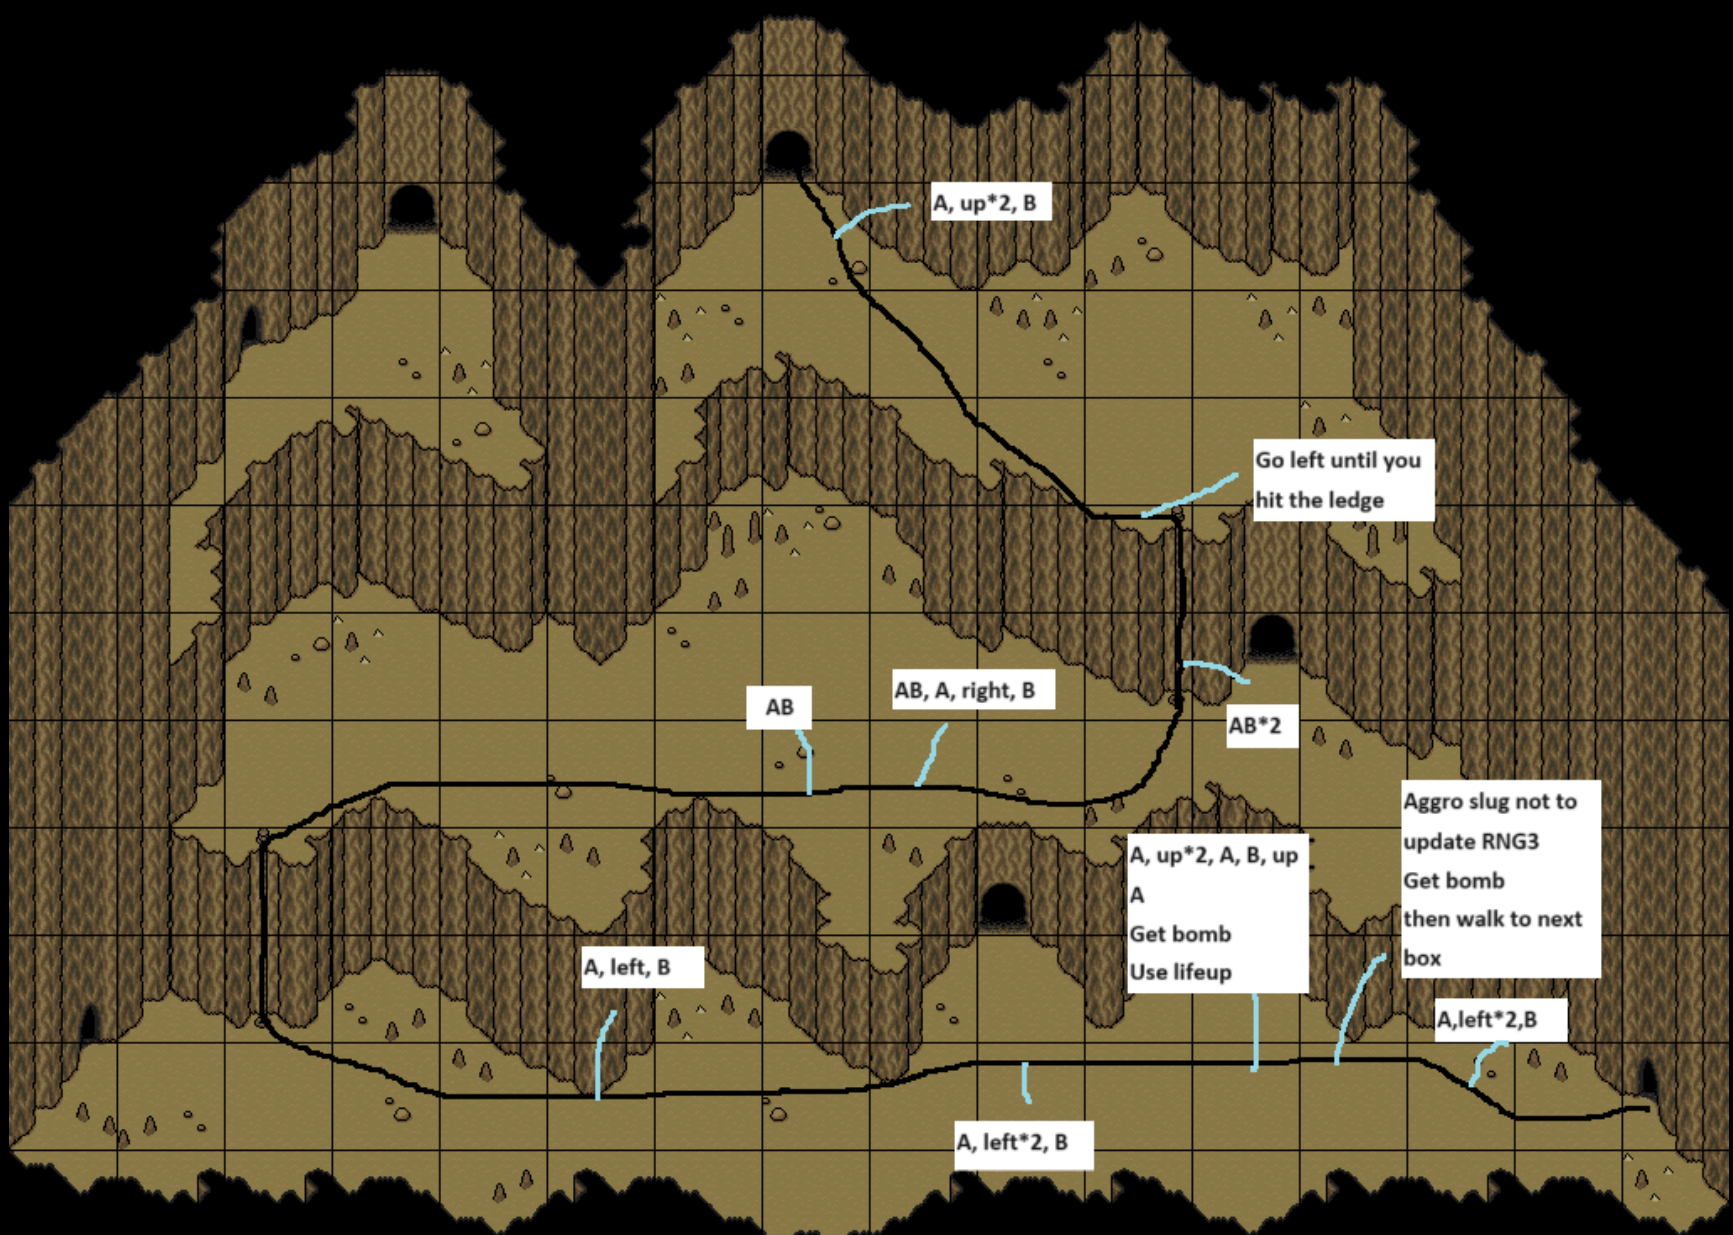 A, up*2, B
Go left until you
hit the ledge
AB, A, right, B
AB
AB*2
Aggro slug not to
update RNG3
Get bomb
then walk to next
box
A, up*2, A, B, up
A
Get bomb
Use lifeup
A, left, B
A,left*2,B
A, left*2, B